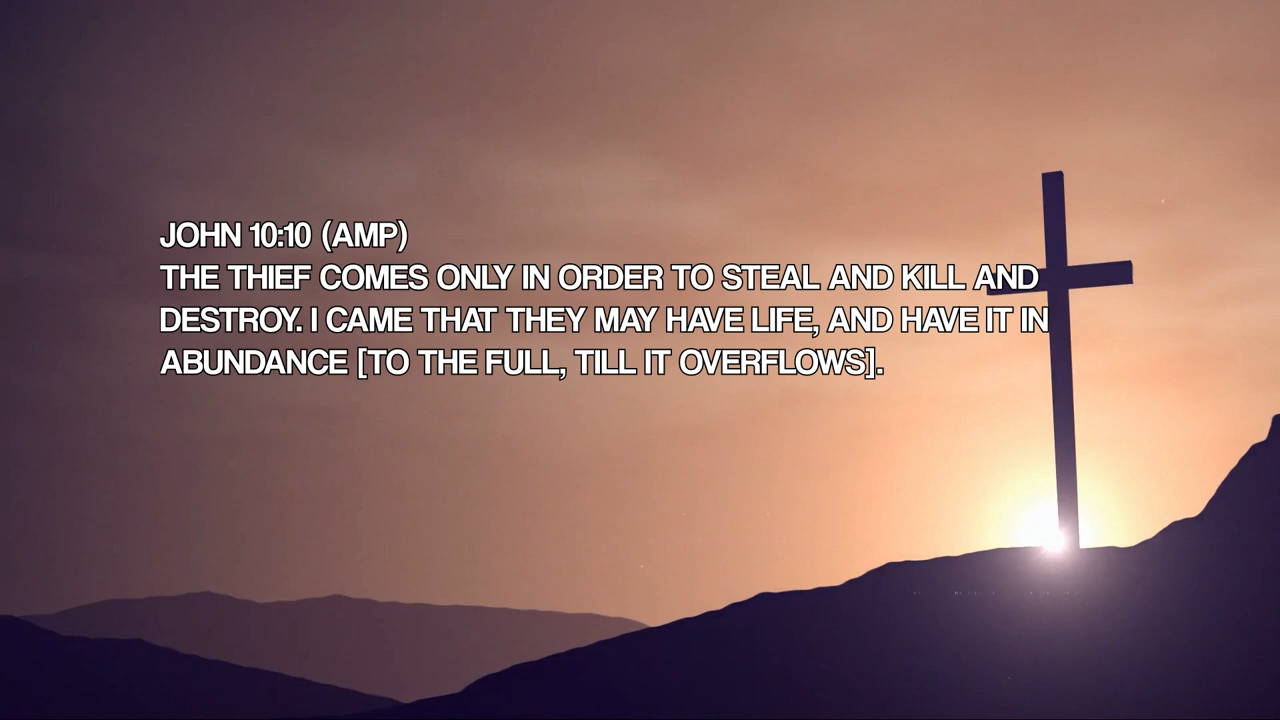 JOHN 10:10 (AMP)
THE THIEF COMES ONLY IN ORDER TO STEAL AND KILL AND
DESTROY. I CAME THAT THEY MAY HAVE LIFE, AND HAVE IT IN
ABUNDANCE [TO THE FULL, TILL IT OVERFLOWS].